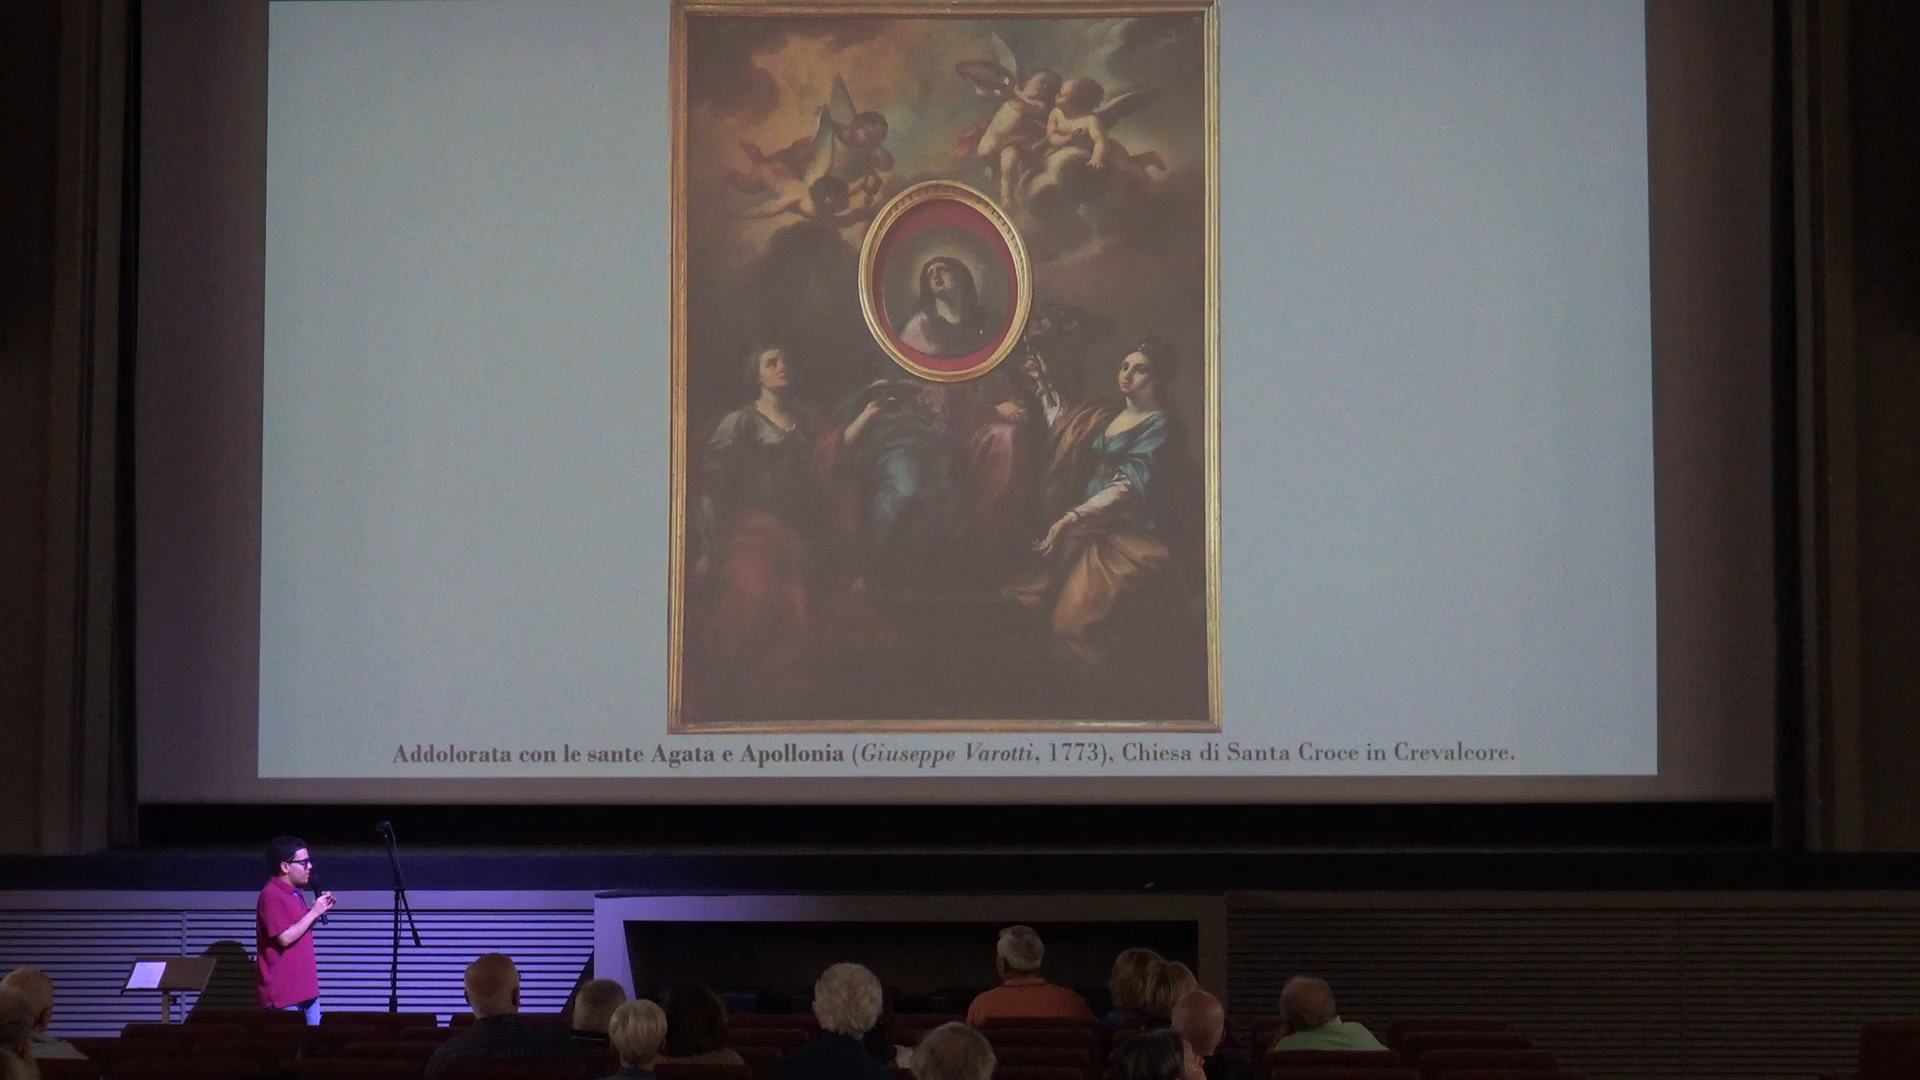 Addolorata con le sante Agata e Apollonia (Giuseppe Varotti, 1773), Chiesa di Santa Croce in Crevalcore.